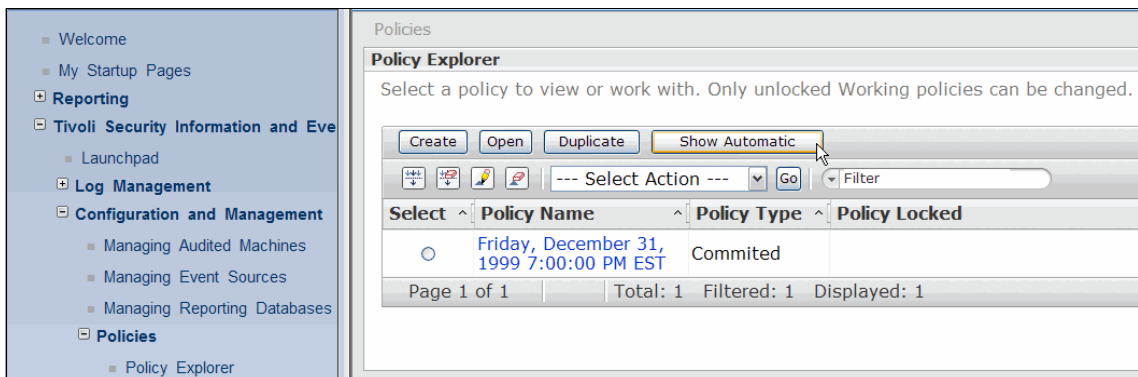 Welcome
My Startup Pages
Reporting
Tivoli Security Information and Eve
Launchpad
Log Management
Configuration and Management
Managing Audited Machines
Managing Event Sources
Managing Reporting Databases
Policies
Policy Explorer
Policies
Policy Explorer
Select a policy to view or work with. Only unlocked Working policies can be changed.
Create Open Duplicate Show Automatic
--- Select Action --- Go Filter
Select Policy Name Policy Type Policy Locked
Friday, December 31,
1999 7:00:00 PM EST Commited
Page 1 of 1 Total: 1 Filtered: 1 Displayed: 1